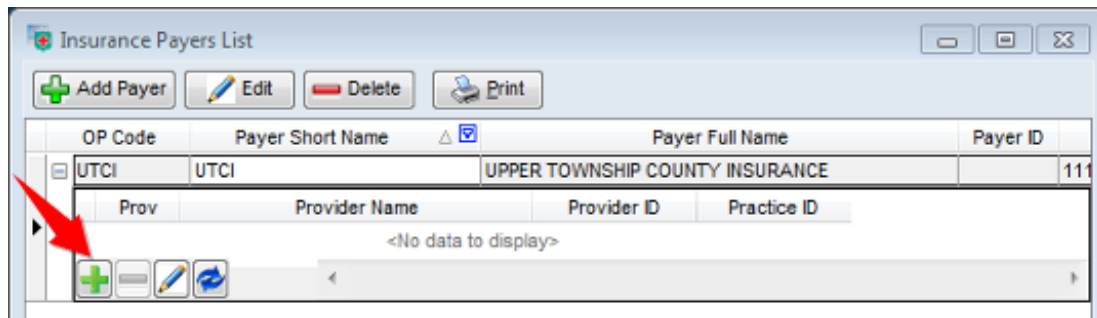 Insurance Payers List
Add Payer Edit Delete Print
OP Code Payer Short Name Payer Full Name Payer ID
UTCI UTCI UPPER TOWNSHIP COUNTY INSURANCE 111
Prov Provider Name Provider ID Practice ID
<No data to display>